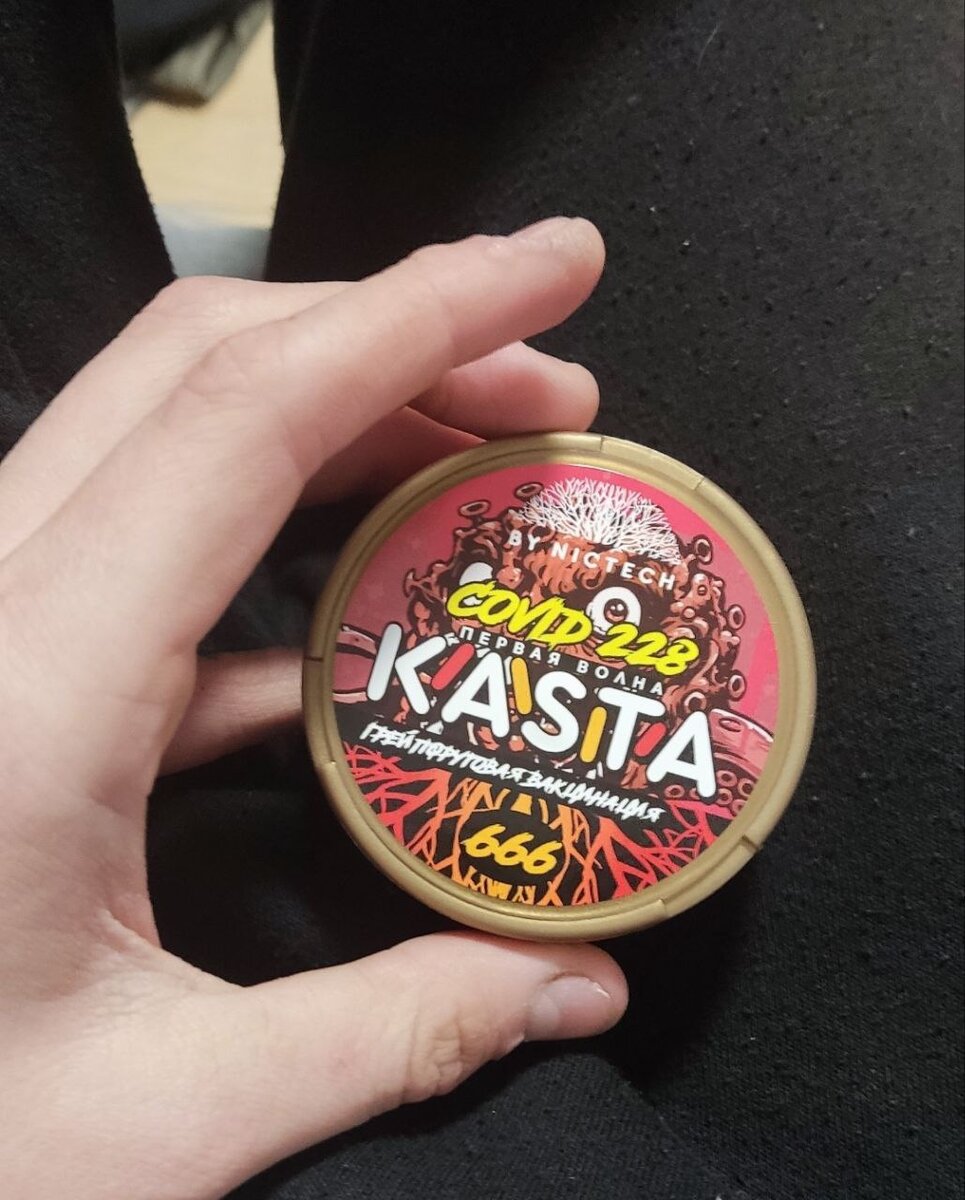 BY NICTECH
COVID-228
ПЕРВАЯ ВОЛНА
KASTA
ГРЕЙПФРУТОВАЯ ВАКЦИНАЦИЯ
666